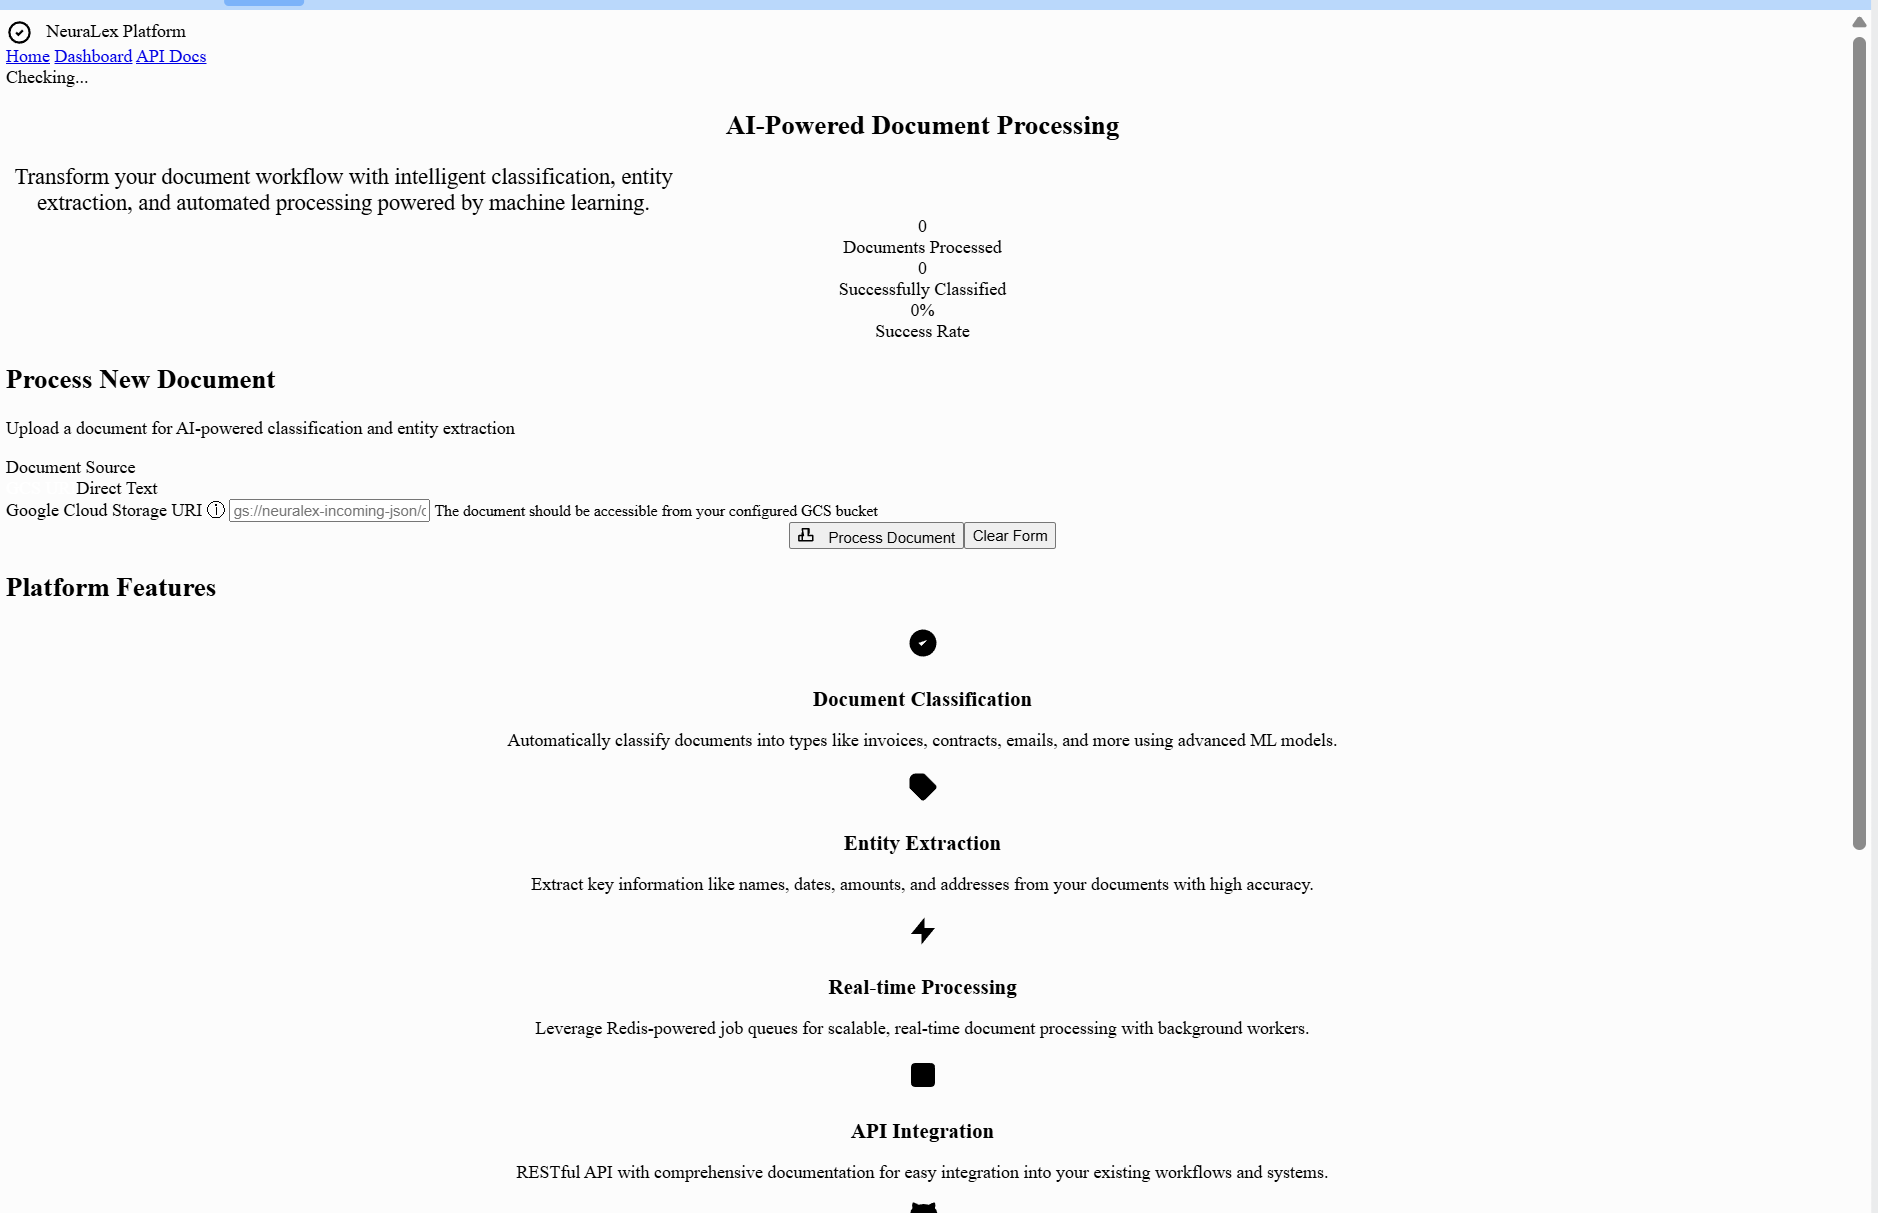 NeuraLex Platform
Home Dashboard API Docs
Checking...
AI-Powered Document Processing
Transform your document workflow with intelligent classification, entity
extraction, and automated processing powered by machine learning.
0
Documents Processed
0
Successfully Classified
0%
Success Rate
Process New Document
Upload a document for AI-powered classification and entity extraction
Document Source
Direct Text
Google Cloud Storage URI gs://neuralex-incoming-json/ The document should be accessible from your configured GCS bucket
Process Document Clear Form
Platform Features
Document Classification
Automatically classify documents into types like invoices, contracts, emails, and more using advanced ML models.
Entity Extraction
Extract key information like names, dates, amounts, and addresses from your documents with high accuracy.
Real-time Processing
Leverage Redis-powered job queues for scalable, real-time document processing with background workers.
API Integration
RESTful API with comprehensive documentation for easy integration into your existing workflows and systems.